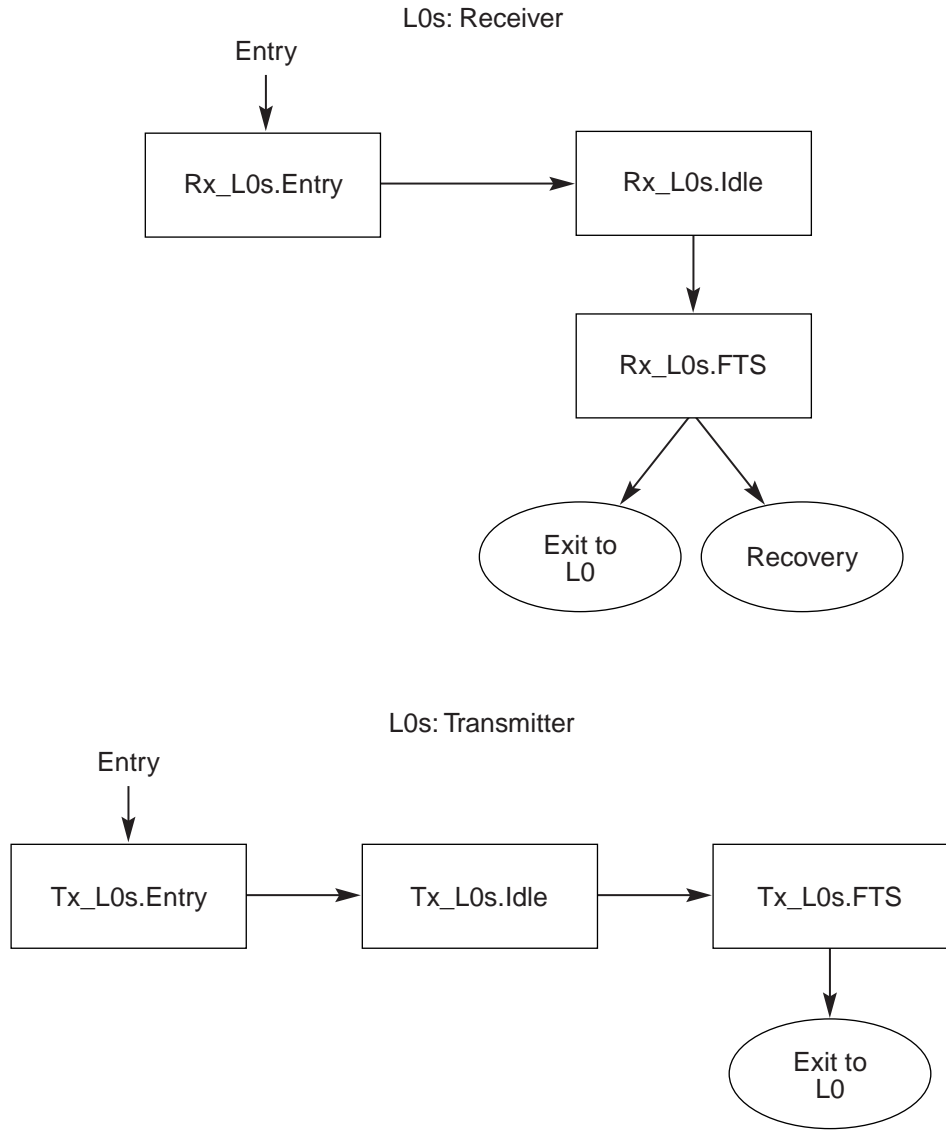 L0s: Receiver
Entry
Rx_L0s.Entry
Rx_L0s.Idle
Rx_L0s.FTS
Exit to
L0
Recovery
L0s: Transmitter
Entry
Tx_L0s.Entry
Tx_L0s.Idle
Tx_L0s.FTS
Exit to
L0